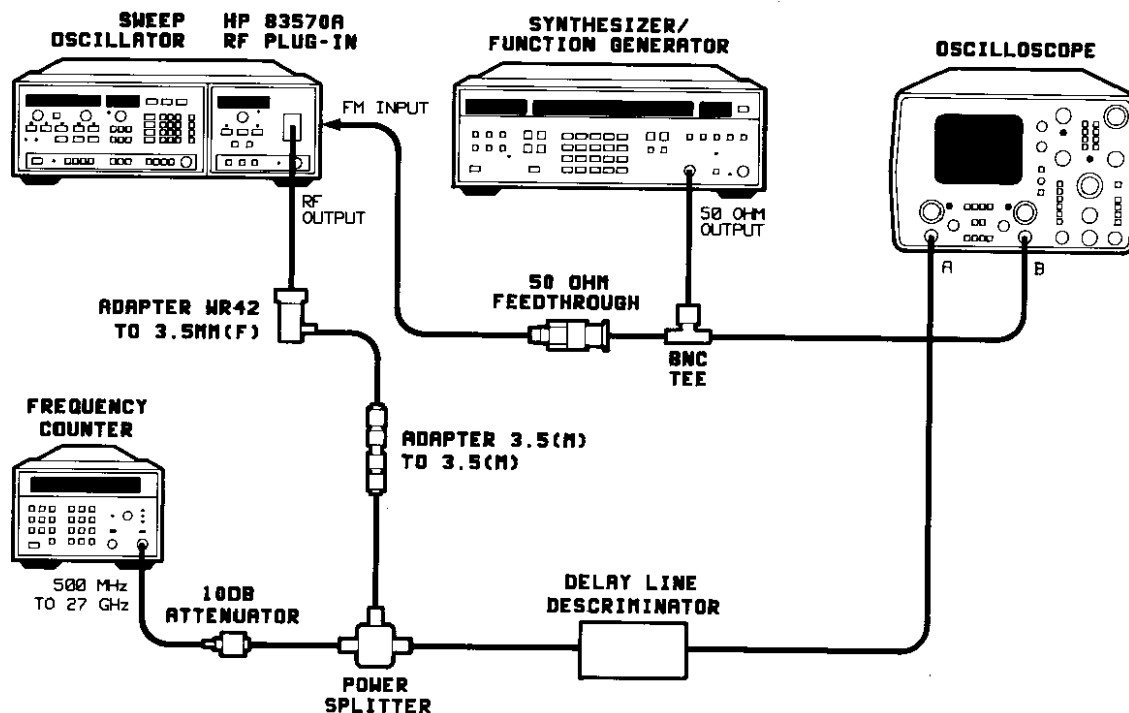 SWEEP OSCILLATOR
HP 83570A RF PLUG-IN
SYNTHESIZER/
FUNCTION GENERATOR
OSCILLOSCOPE
FM INPUT
RF
OUTPUT
50 OHM
OUTPUT
A
B
50 OHM
FEEDTHROUGH
ADAPTER WR42
TO 3.5MM(F)
BNC
TEE
FREQUENCY
COUNTER
ADAPTER 3.5(M)
TO 3.5(M)
500 MHz
TO 27 GHz
10DB
ATTENUATOR
DELAY LINE
DESCRIMINATOR
POWER
SPLITTER